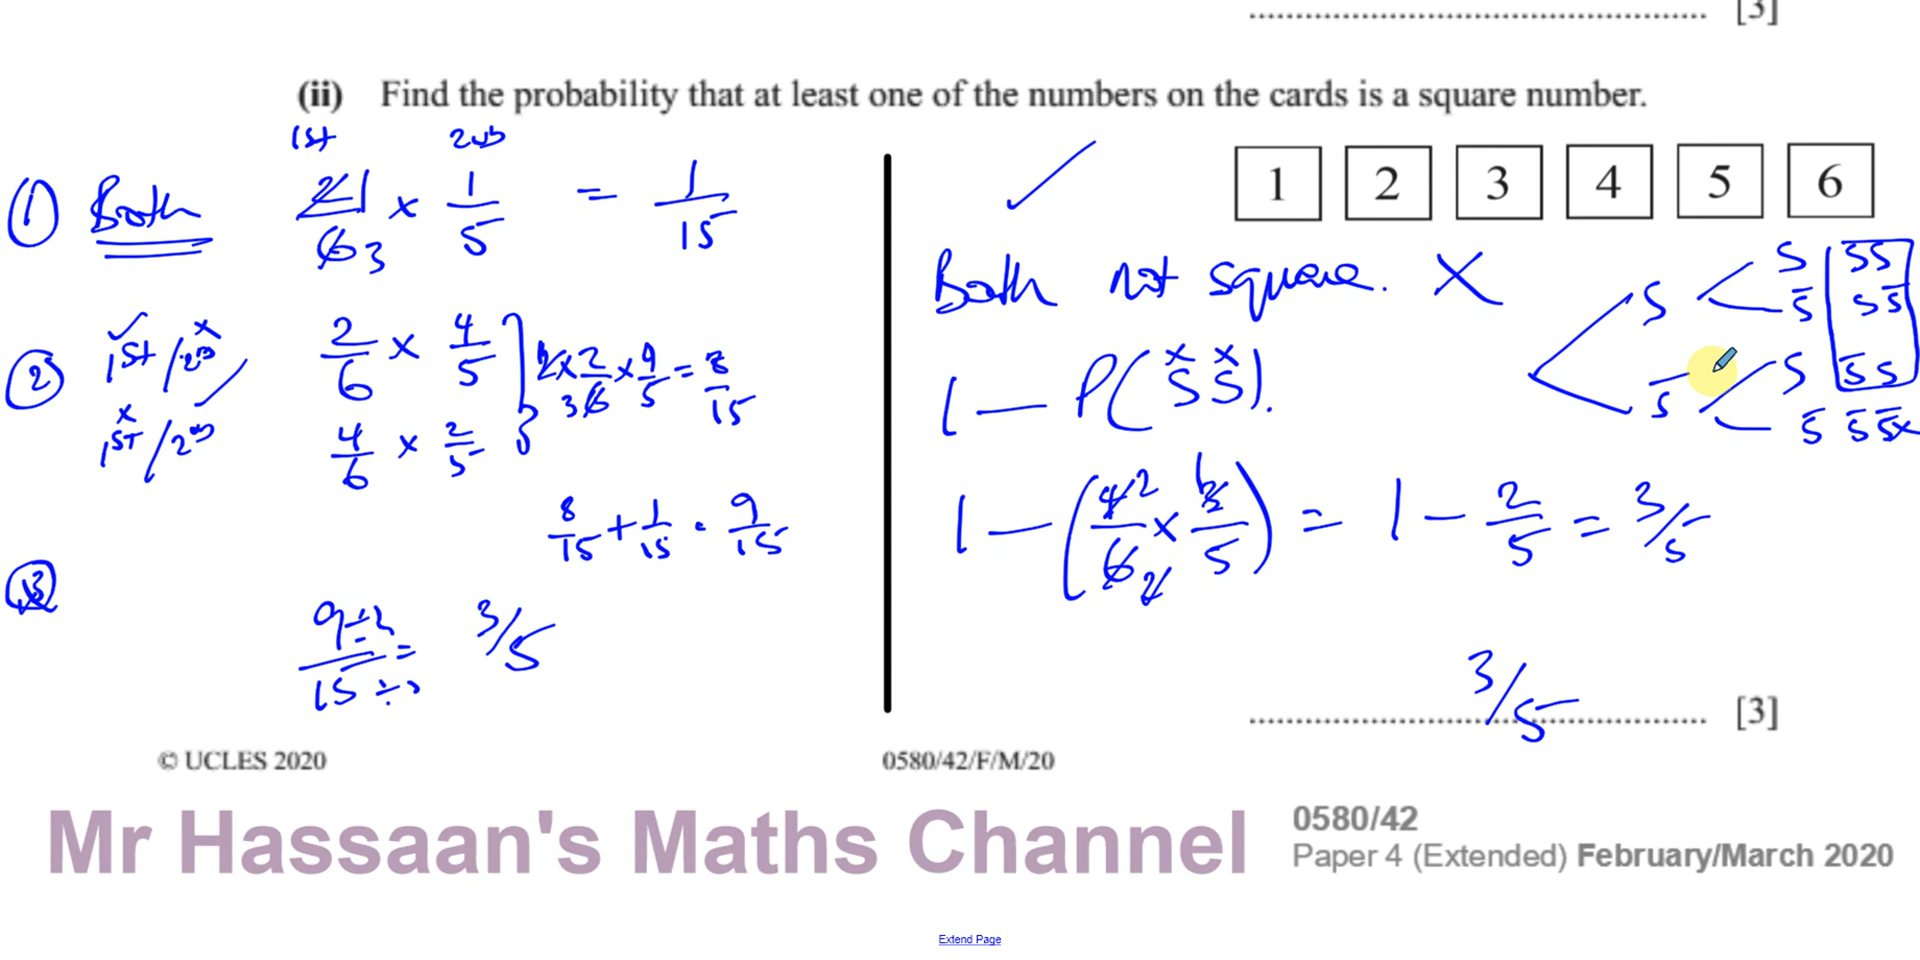 [3]
(ii) Find the probability that at least one of the numbers on the cards is a square number.
1 2 3 4 5 6
1st 2nd
① Both 2/6 × 1/5 = 1/15
② 1st / 2nd 2/6 × 4/5
1st / 2nd 4/6 × 2/5
2 × 2/6 × 4/5 = 8/15
8/15 + 1/15 = 9/15
9÷3 / 15÷3 = 3/5
Both not square. X
1 − P(S̅ S̅).
1 − (4/6 × 3/5) = 1 − 2/5 = 3/5
S S SS
S̅ SS̅
S̅ S S̅S
S̅ S̅S̅ x
3/5
[3]
© UCLES 2020 0580/42/F/M/20
Mr Hassaan's Maths Channel
0580/42
Paper 4 (Extended) February/March 2020
Extend Page